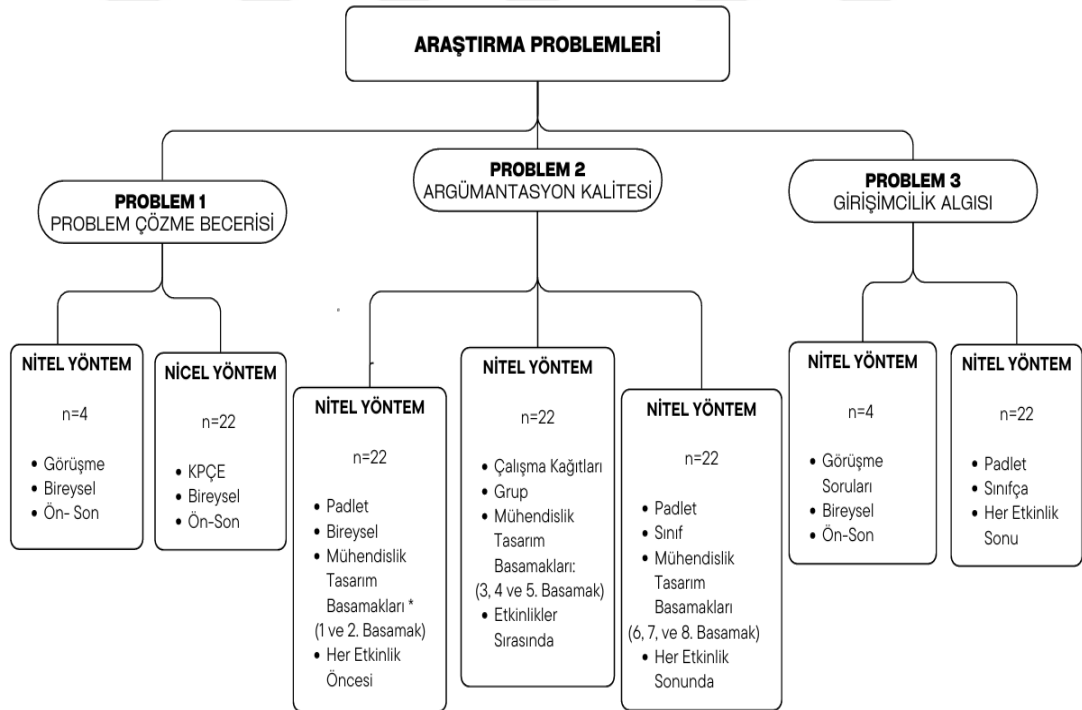 ARAŞTIRMA PROBLEMLERİ
PROBLEM 1
PROBLEM ÇÖZME BECERİSİ
PROBLEM 2
ARGÜMANTASYON KALİTESİ
PROBLEM 3
GİRİŞİMCİLİK ALGISI
NİTEL YÖNTEM
n=4
• Görüşme
• Bireysel
• Ön- Son
NİCEL YÖNTEM
n=22
• KPÇE
• Bireysel
• Ön-Son
NİTEL YÖNTEM
n=22
• Padlet
• Bireysel
• Mühendislik
Tasarım
Basamakları *
(1 ve 2. Basamak)
• Her Etkinlik
Öncesi
NİTEL YÖNTEM
n=22
• Çalışma Kağıtları
• Grup
• Mühendislik
Tasarım
Basamakları:
(3, 4 ve 5. Basamak)
• Etkinlikler
Sırasında
NİTEL YÖNTEM
n=22
• Padlet
• Sınıf
• Mühendislik
Tasarım
Basamakları
(6, 7, ve 8. Basamak)
• Her Etkinlik
Sonunda
NİTEL YÖNTEM
n=4
• Görüşme
Soruları
• Bireysel
• Ön-Son
NİTEL YÖNTEM
n=22
• Padlet
• Sınıfça
• Her Etkinlik
Sonu